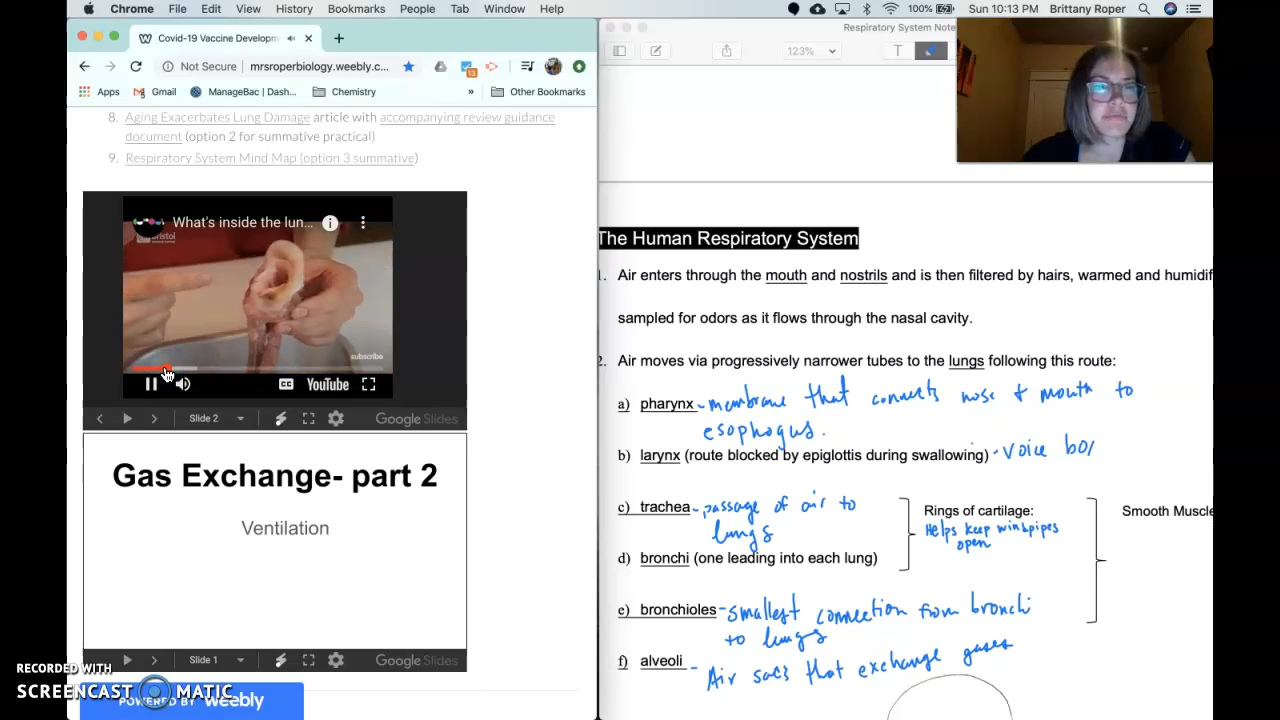 Chrome File Edit View History Bookmarks People Tab Window Help 100% Sun 10:13 PM Brittany Roper
Covid-19 Vaccine Developm
Not Secure mrsroperbiology.weebly.c...
13
Apps Gmail ManageBac | Dash... Chemistry » Other Bookmarks
8. Aging Exacerbates Lung Damage article with accompanying review guidance
document (option 2 for summative practical)
9. Respiratory System Mind Map (option 3 summative)
What's inside the lun...
subscribe
CC YouTube
Slide 2 Google Slides
Gas Exchange- part 2
Ventilation
Slide 1 Google Slides
RECORDED WITH
SCREENCAST MATIC
POWERED BY weebly
Respiratory System Note
123% T
The Human Respiratory System
1. Air enters through the mouth and nostrils and is then filtered by hairs, warmed and humidif
sampled for odors as it flows through the nasal cavity.
2. Air moves via progressively narrower tubes to the lungs following this route:
a) pharynx - membrane that connects nose & mouth to
esophogus.
b) larynx (route blocked by epiglottis during swallowing) - voice box
c) trachea - passage of air to
lungs
Rings of cartilage:
Helps keep windpipes
open
Smooth Muscle
d) bronchi (one leading into each lung)
e) bronchioles - smallest connection from bronchi
to lungs
f) alveoli - Air sacs that exchange gases